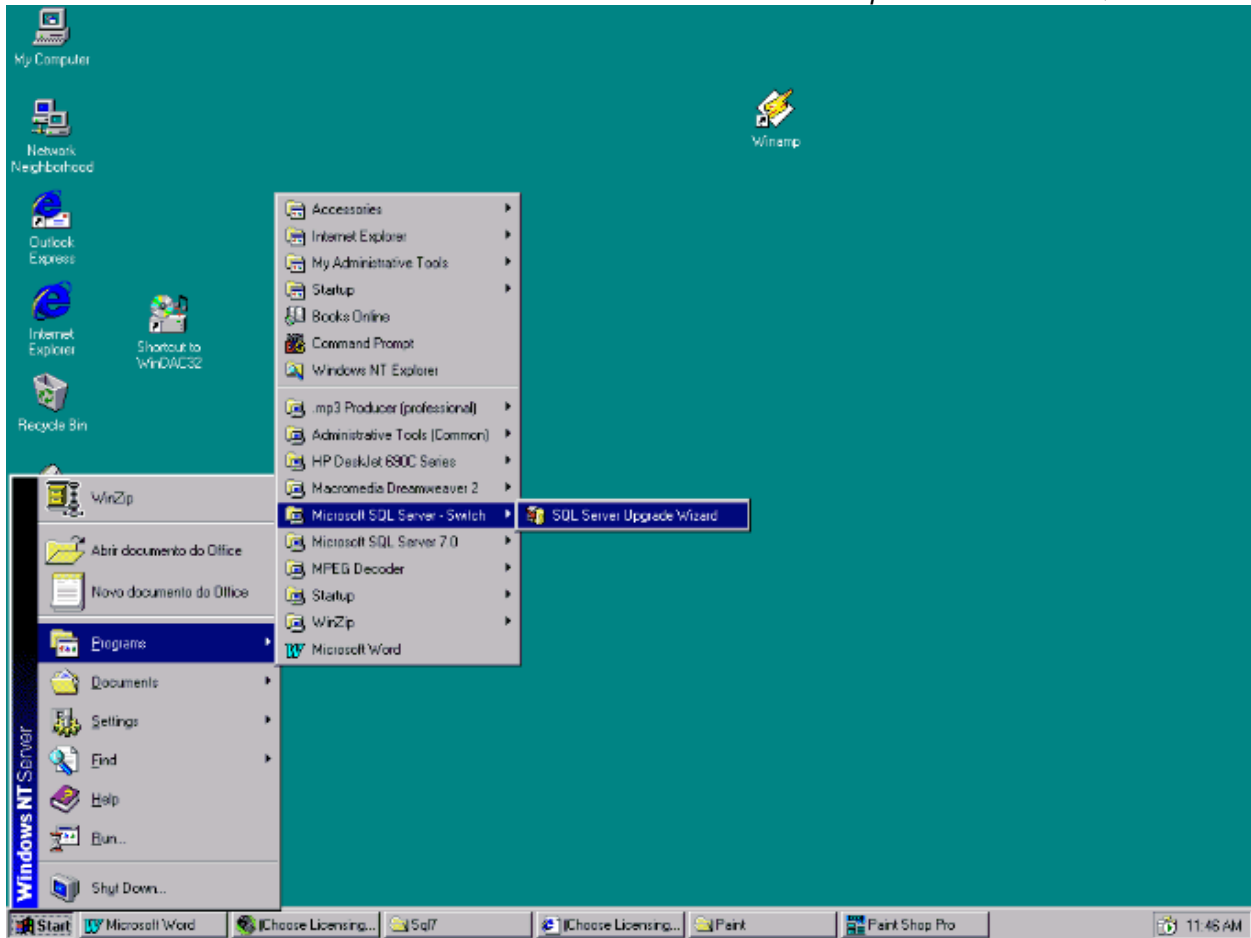 My Computer
Network
Neighborhood
Outlook
Express
Internet
Explorer
Shortcut to
WinDAC32
Recycle Bin
Winamp
Accessories
Internet Explorer
My Administrative Tools
Startup
Books Online
Command Prompt
Windows NT Explorer
.mp3 Producer (professional)
Administrative Tools (Common)
HP DeskJet 690C Series
Macromedia Dreamweaver 2
Microsoft SQL Server - Switch
SQL Server Upgrade Wizard
Microsoft SQL Server 7.0
MPEG Decoder
Startup
WinZip
Microsoft Word
WinZip
Abrir documento do Office
Novo documento do Office
Programs
Documents
Settings
Find
Help
Run...
Shut Down...
Windows NT Server
Start
Microsoft Word
(Choose Licensing...
Sql7
(Choose Licensing...
Paint
Paint Shop Pro
11:46 AM